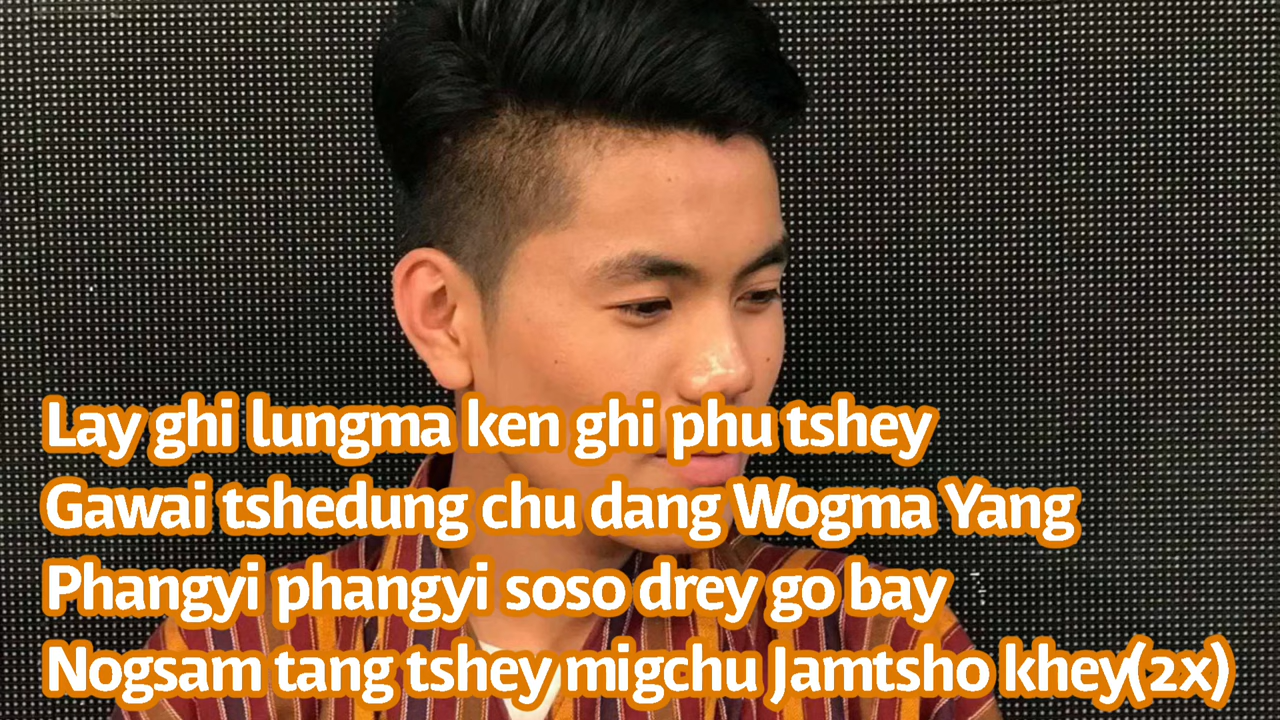 Lay ghi lungma ken ghi phu tshey
Gawai tshedung chu dang Wogma Yang
Phangyi phangyi soso drey go bay
Nogsam tang tshey migchu Jamtsho khey(2x)